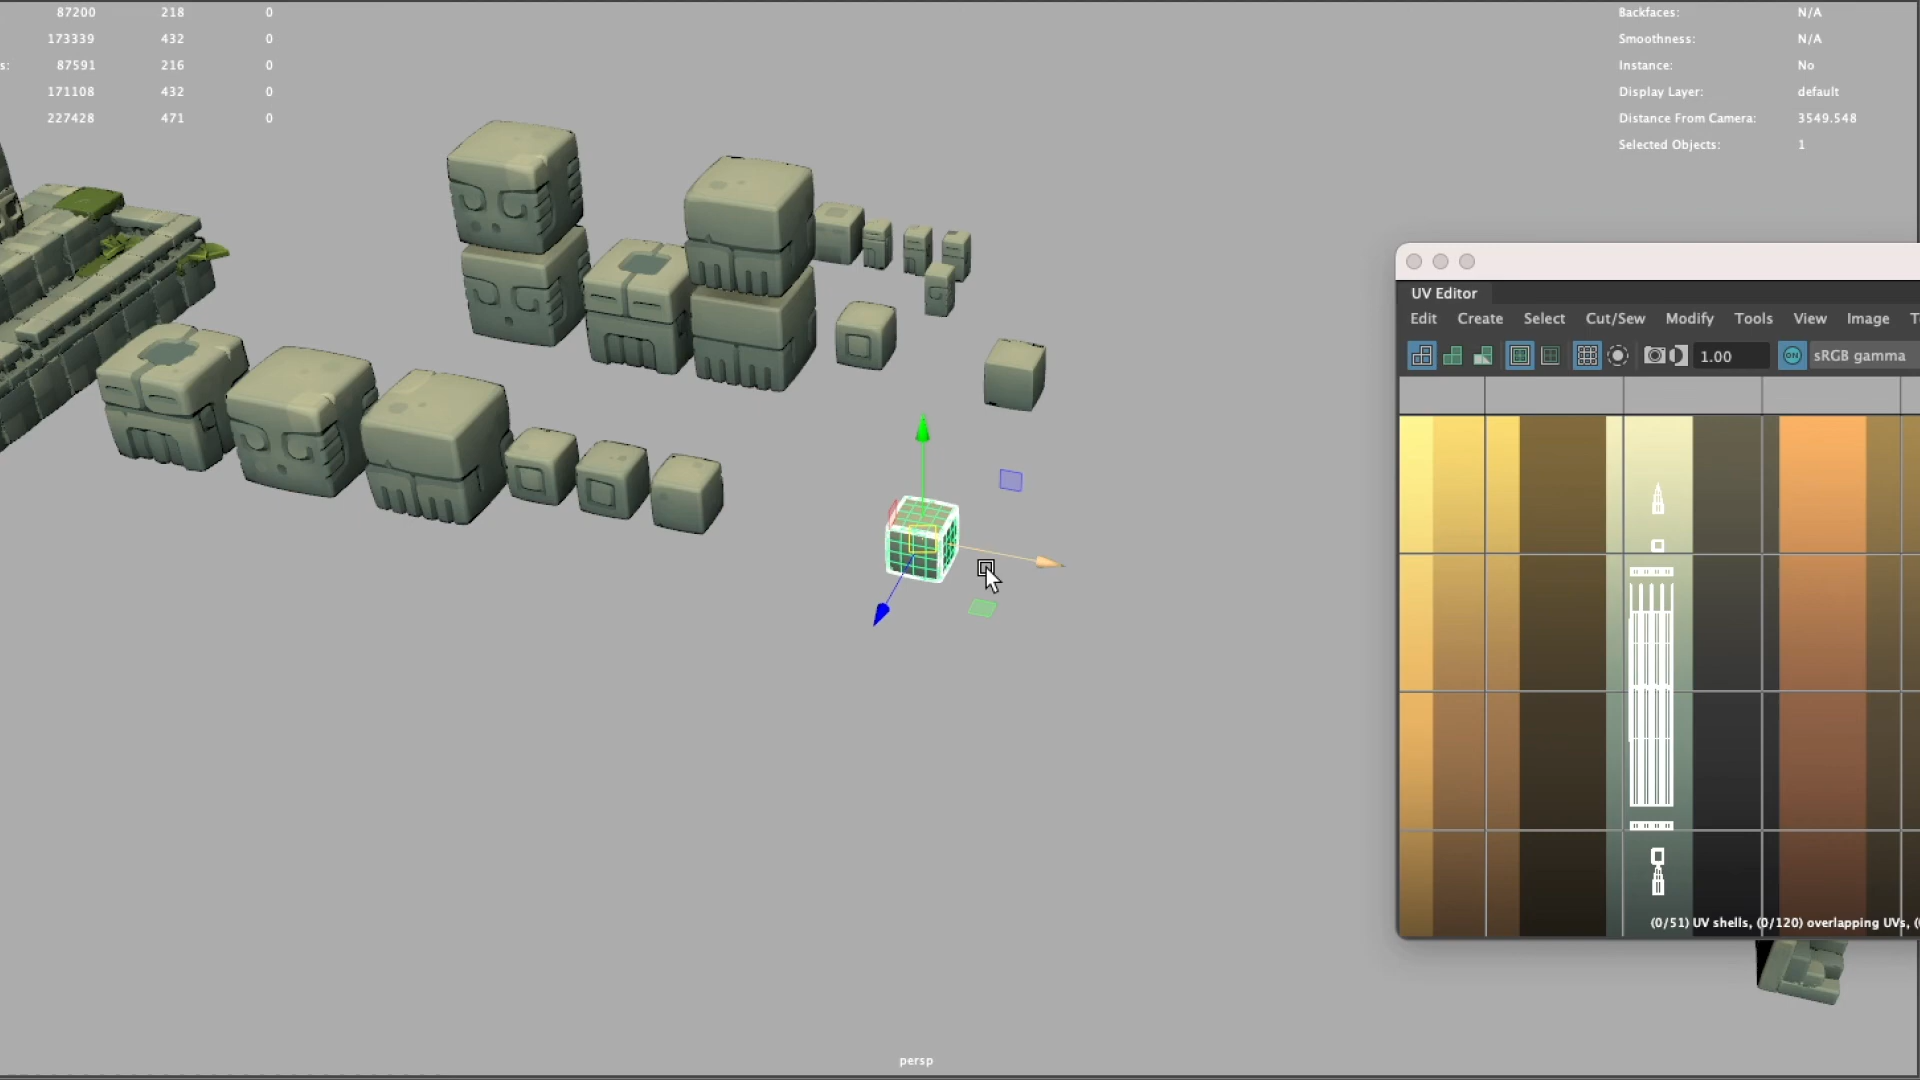 87200 218 0
173339 432 0
s: 87591 216 0
171108 432 0
227428 471 0
Backfaces: N/A
Smoothness: N/A
Instance: No
Display Layer: default
Distance From Camera: 3549.548
Selected Objects: 1
UV Editor
Edit Create Select Cut/Sew Modify Tools View Image T
1.00 ON sRGB gamma
(0/51) UV shells, (0/120) overlapping UVs, (
persp